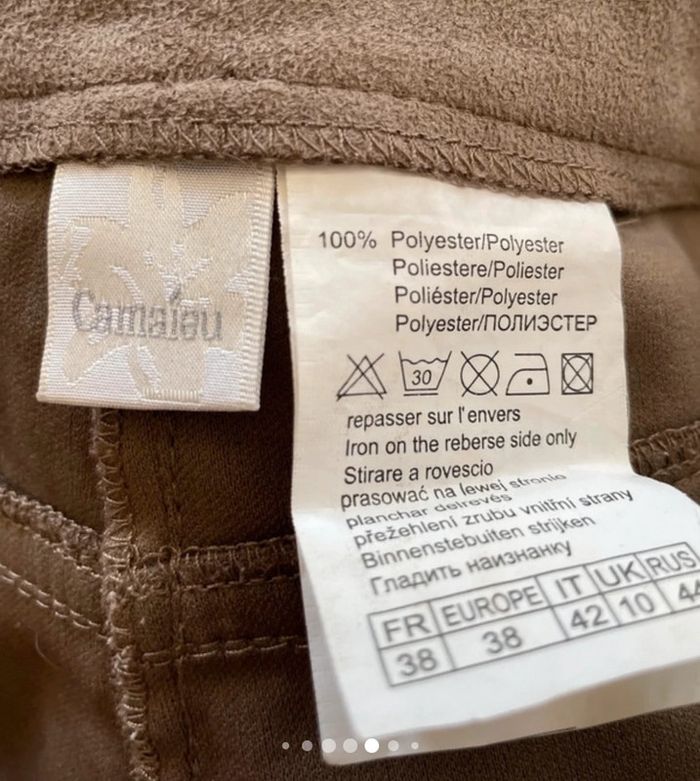 Camaïeu
100% Polyester/Polyester
Poliestere/Poliester
Poliéster/Polyester
Polyester/ПОЛИЭСТЕР
30
repasser sur l'envers
Iron on the reberse side only
Stirare a rovescio
prasować na lewej stronie
planchar delrevés
přežehlení zrubu vnitřní strany
Binnenstebuiten strijken
Гладить наизнанку
FR EUROPE IT UK RUS
38 38 42 10 44